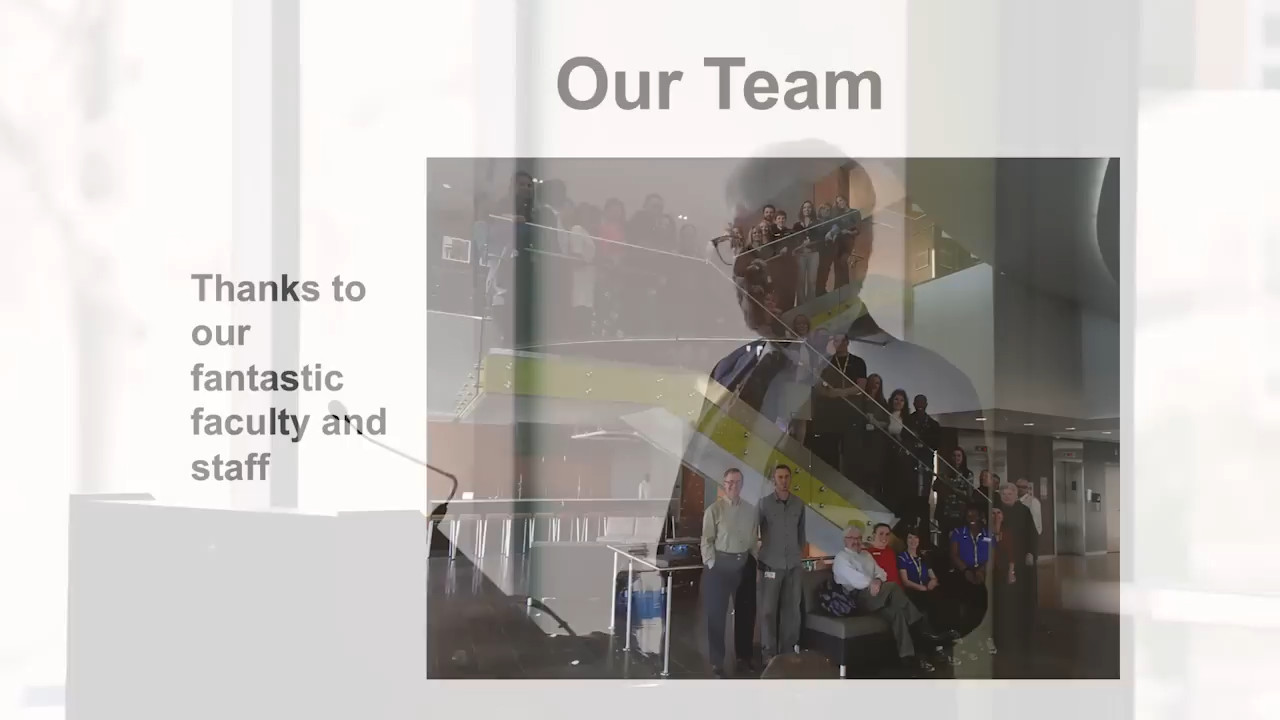 Our Team
Thanks to
our
fantastic
faculty and
staff